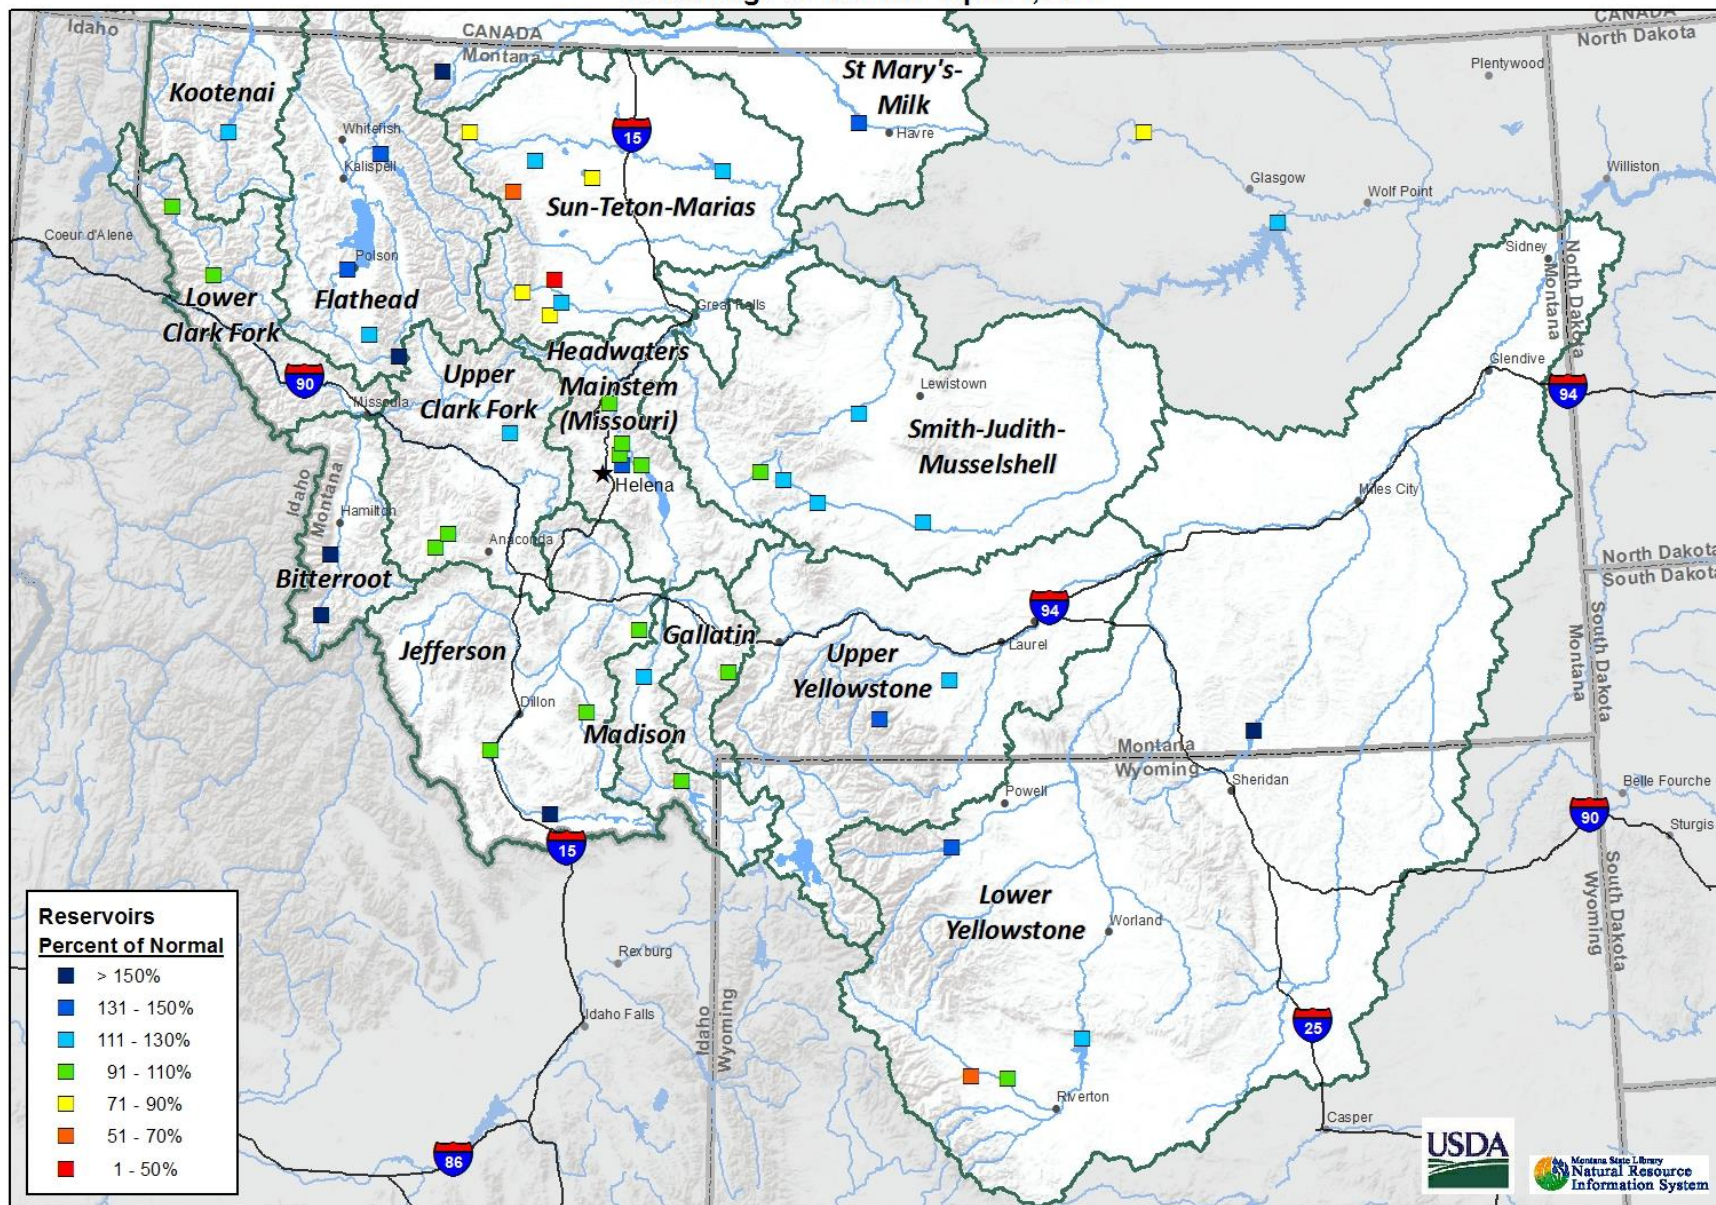 CANADA
Montana
Idaho
CANADA
North Dakota
Kootenai
St Mary's-
Milk
Plentywood
Whitefish
Kalispell
15
Havre
Sun-Teton-Marias
Glasgow
Wolf Point
Williston
Coeur d'Alene
Polson
Lower
Clark Fork
Flathead
Great Falls
Sidney
North Dakota
Montana
Glendive
90
Missoula
Upper
Clark Fork
Headwaters
Mainstem
(Missouri)
Lewistown
Smith-Judith-
Musselshell
94
Helena
Idaho
Montana
Hamilton
Anaconda
Miles City
Bitterroot
North Dakota
South Dakota
Jefferson
Gallatin
94
Laurel
Upper
Yellowstone
South Dakota
Montana
Dillon
Madison
Montana
Wyoming
Powell
Sheridan
Belle Fourche
90
Sturgis
15
Lower
Yellowstone
Worland
South Dakota
Wyoming
Rexburg
Idaho Falls
Idaho
Wyoming
25
Riverton
Casper
86
Reservoirs
Percent of Normal
> 150%
131 - 150%
111 - 130%
91 - 110%
71 - 90%
51 - 70%
1 - 50%
USDA
Montana State Library
Natural Resource
Information System